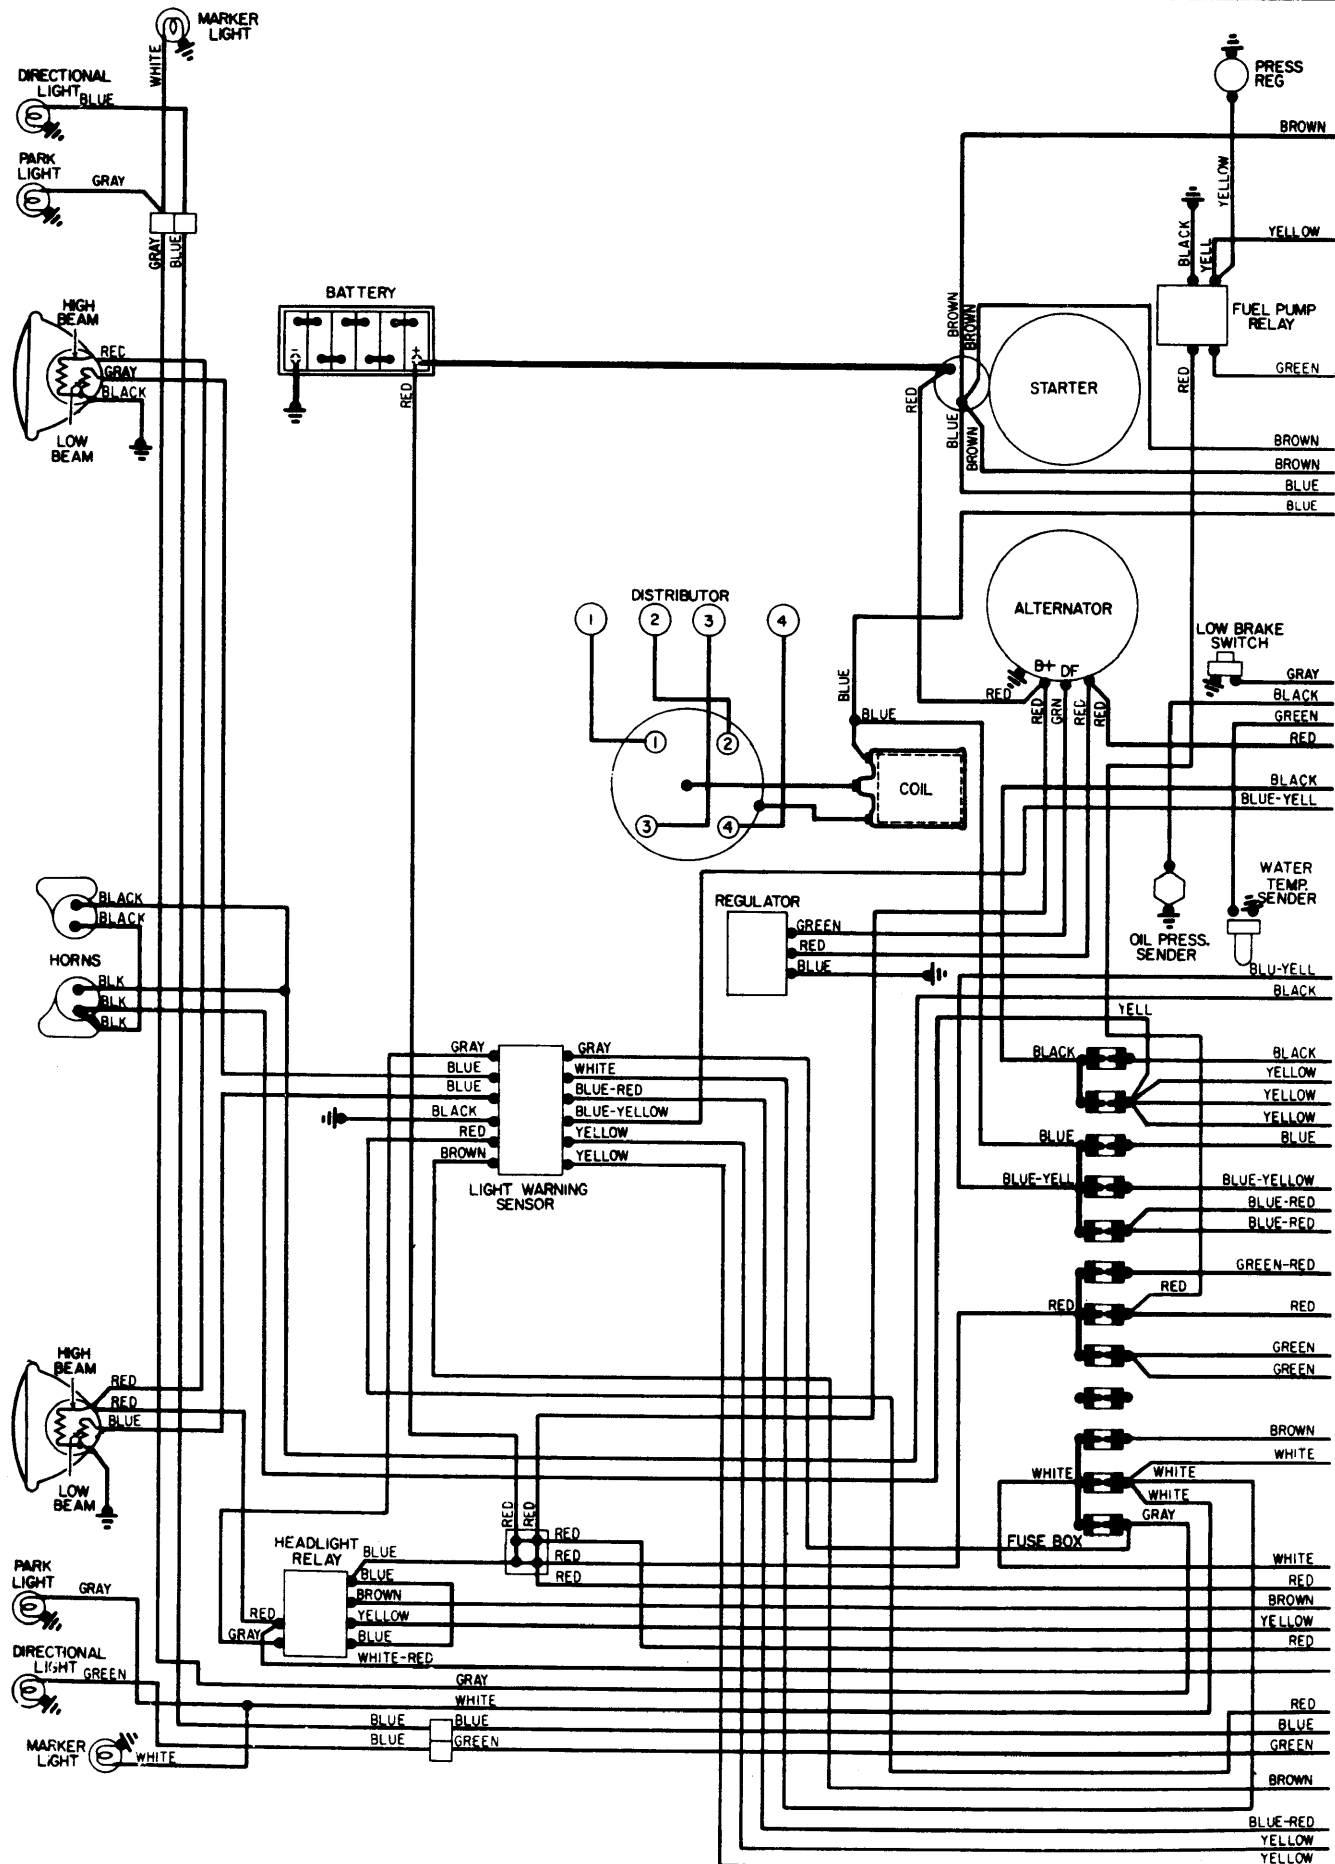 MARKER
LIGHT
WHITE
DIRECTIONAL
LIGHT
BLUE
PARK
LIGHT
GRAY
GRAY
BLUE
PRESS
REG
BROWN
YELLOW
BLACK
YELL
YELLOW
FUEL PUMP
RELAY
RED
GREEN
BATTERY
-
+
RED
HIGH
BEAM
RED
GRAY
BLACK
LOW
BEAM
BROWN
BROWN
RED
BLUE
BROWN
STARTER
BROWN
BROWN
BLUE
BLUE
DISTRIBUTOR
1
2
3
4
1
2
3
4
BLUE
BLUE
COIL
ALTERNATOR
B+
DF
RED
RED
GRN
RED
RED
LOW BRAKE
SWITCH
GRAY
BLACK
GREEN
RED
BLACK
BLUE-YELL
WATER
TEMP.
SENDER
OIL PRESS.
SENDER
BLACK
BLACK
HORNS
BLK
BLK
BLK
REGULATOR
GREEN
RED
BLUE
BLU-YELL
BLACK
YELL
GRAY
BLUE
BLUE
BLACK
RED
BROWN
GRAY
WHITE
BLUE-RED
BLUE-YELLOW
YELLOW
YELLOW
LIGHT WARNING
SENSOR
BLACK
BLACK
YELLOW
YELLOW
YELLOW
BLUE
BLUE
BLUE-YELL
BLUE-YELLOW
BLUE-RED
BLUE-RED
GREEN-RED
RED
RED
RED
GREEN
GREEN
BROWN
WHITE
WHITE
WHITE
WHITE
GRAY
FUSE BOX
HIGH
BEAM
RED
RED
BLUE
LOW
BEAM
RED
RED
RED
RED
RED
HEADLIGHT
RELAY
BLUE
BLUE
BROWN
YELLOW
BLUE
RED
GRAY
WHITE-RED
WHITE
RED
BROWN
YELLOW
RED
PARK
LIGHT
GRAY
DIRECTIONAL
LIGHT
GREEN
GRAY
WHITE
BLUE
BLUE
BLUE
GREEN
MARKER
LIGHT
WHITE
RED
BLUE
GREEN
BROWN
BLUE-RED
YELLOW
YELLOW